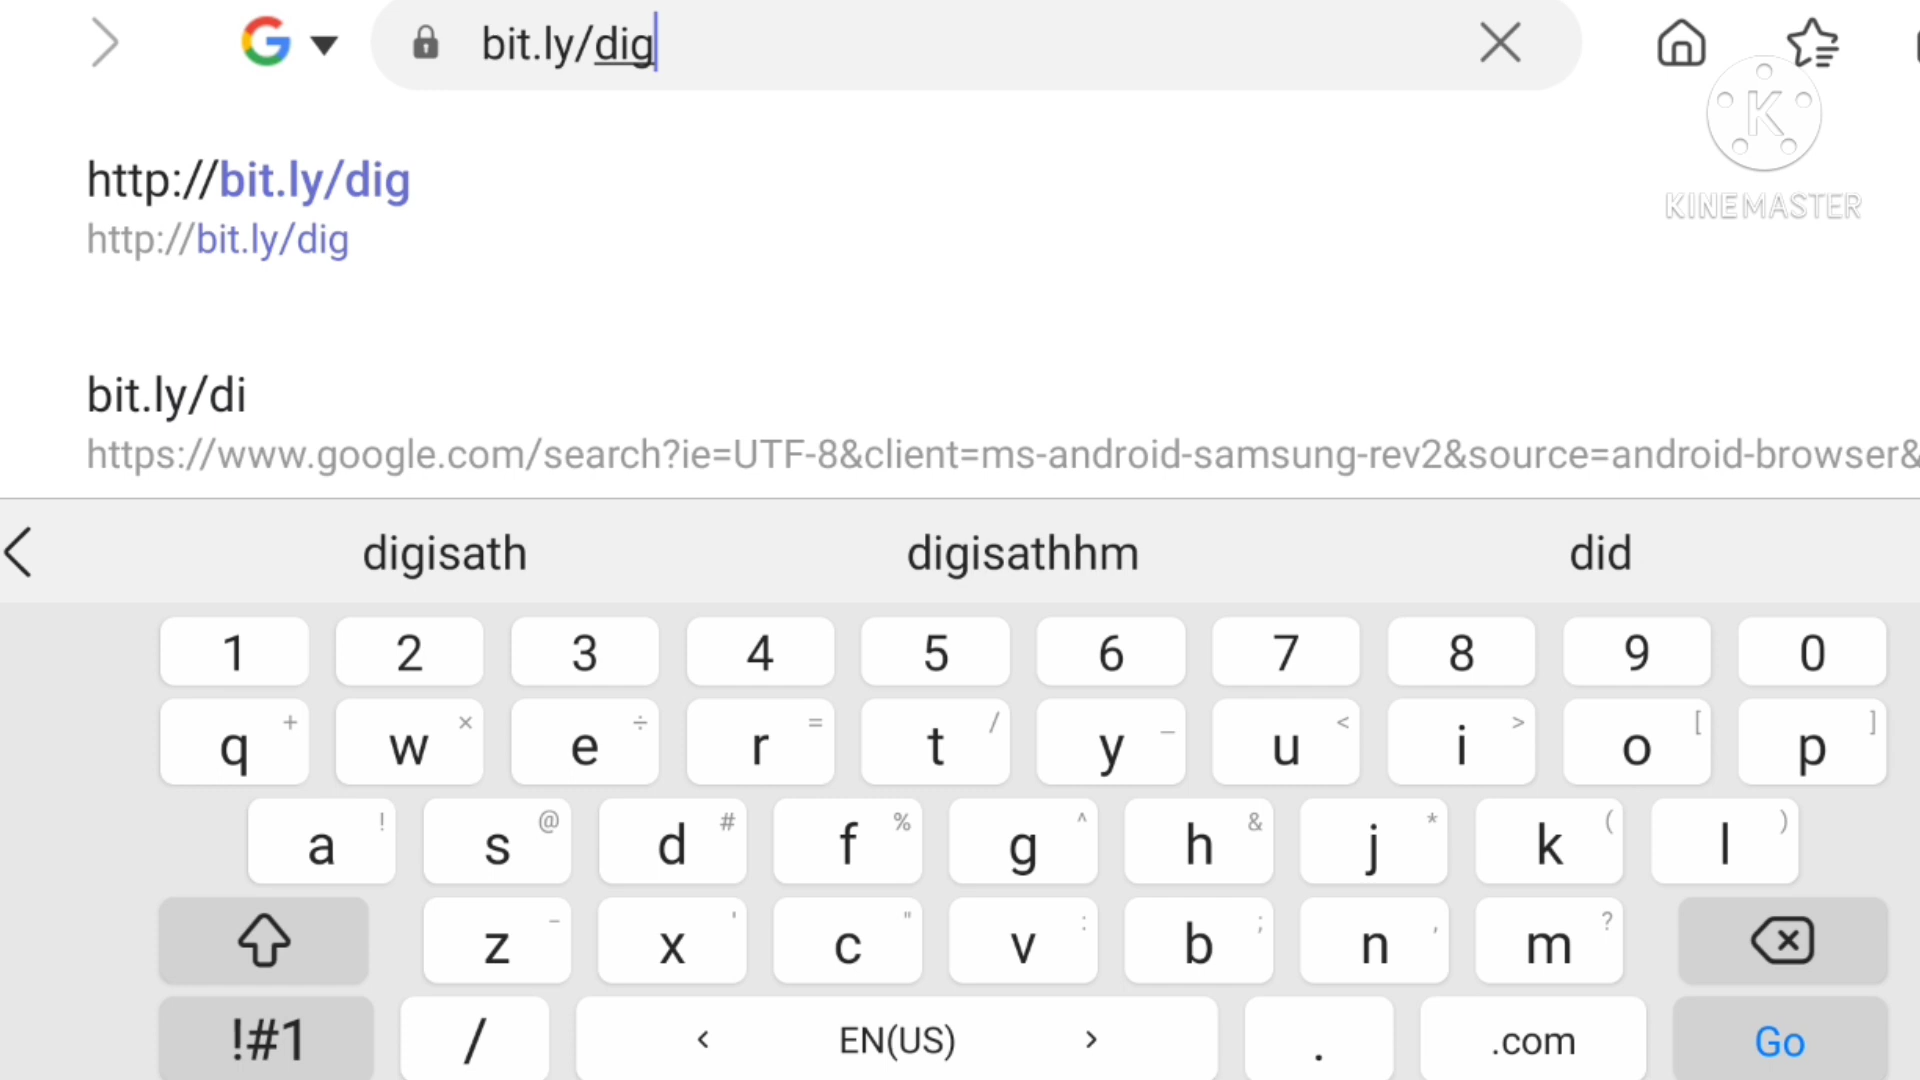 bit.ly/dig
http://bit.ly/dig
http://bit.ly/dig
K
KINEMASTER
bit.ly/di
https://www.google.com/search?ie=UTF-8&client=ms-android-samsung-rev2&source=android-browser&
digisath digisathhm did
1 2 3 4 5 6 7 8 9 0
q + w × e ÷ r = t / y _ u < i > o [ p ]
a ! s @ d # f % g ^ h & j * k ( l )
z - x ' c " v : b ; n , m ?
!#1 / < EN(US) > . .com Go